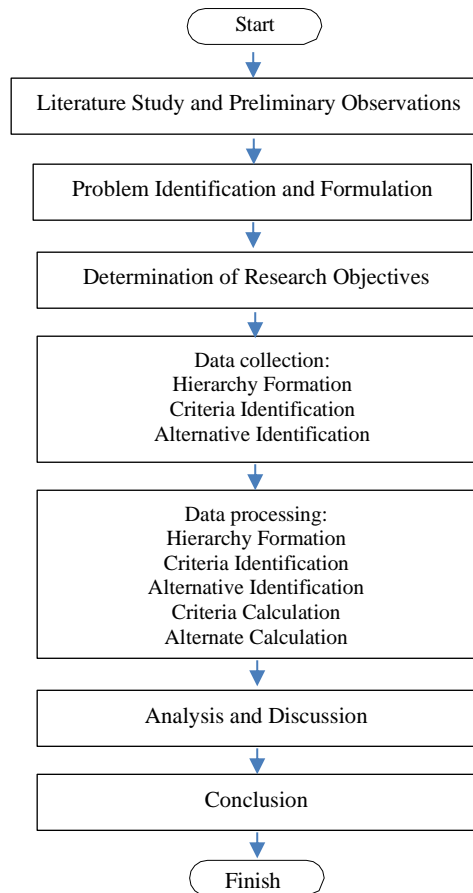 Start
Literature Study and Preliminary Observations
Problem Identification and Formulation
Determination of Research Objectives
Data collection:
Hierarchy Formation
Criteria Identification
Alternative Identification
Data processing:
Hierarchy Formation
Criteria Identification
Alternative Identification
Criteria Calculation
Alternate Calculation
Analysis and Discussion
Conclusion
Finish